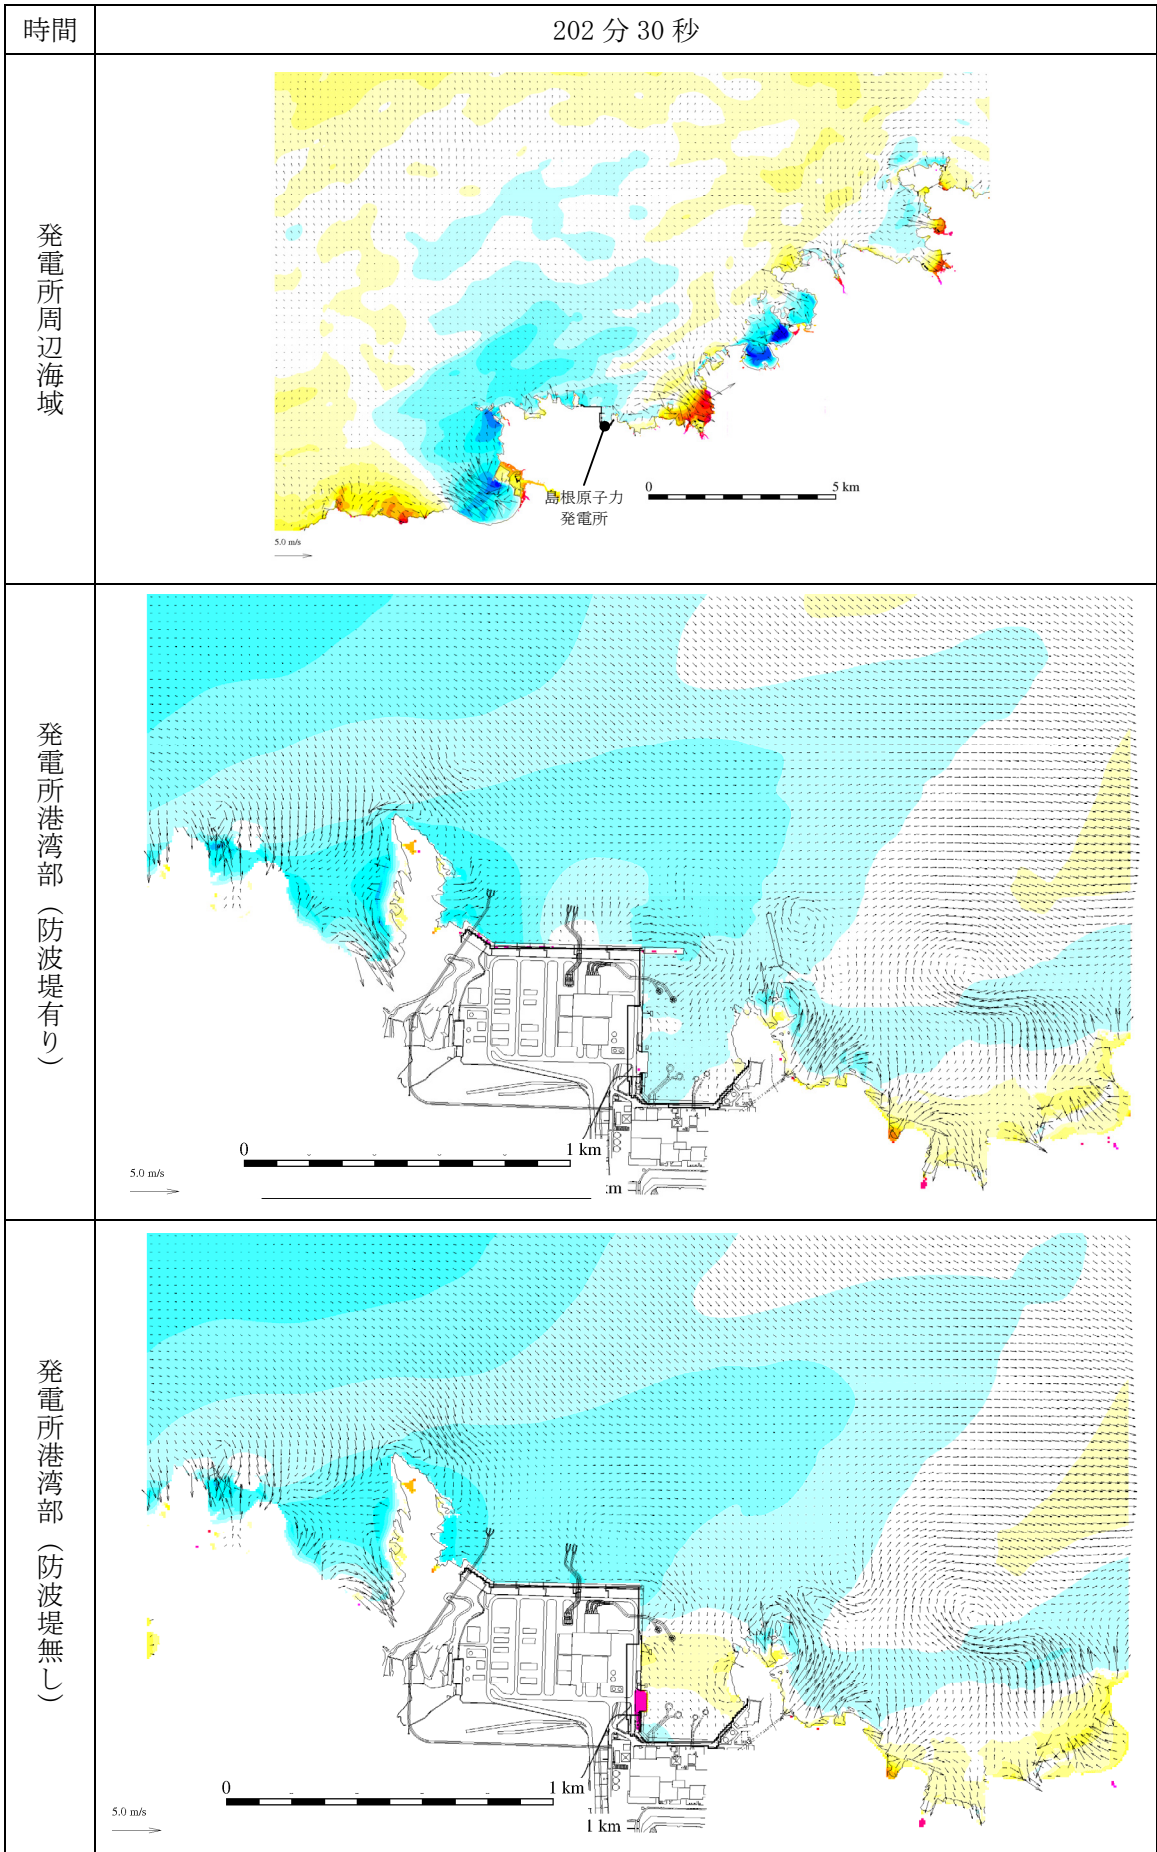 時間
202 分 30 秒
発電所周辺海域
島根原子力
発電所
0
5 km
5.0 m/s
発電所港湾部（防波堤有り）
0
1 km
5.0 m/s
km
発電所港湾部（防波堤無し）
0
1 km
5.0 m/s
1 km